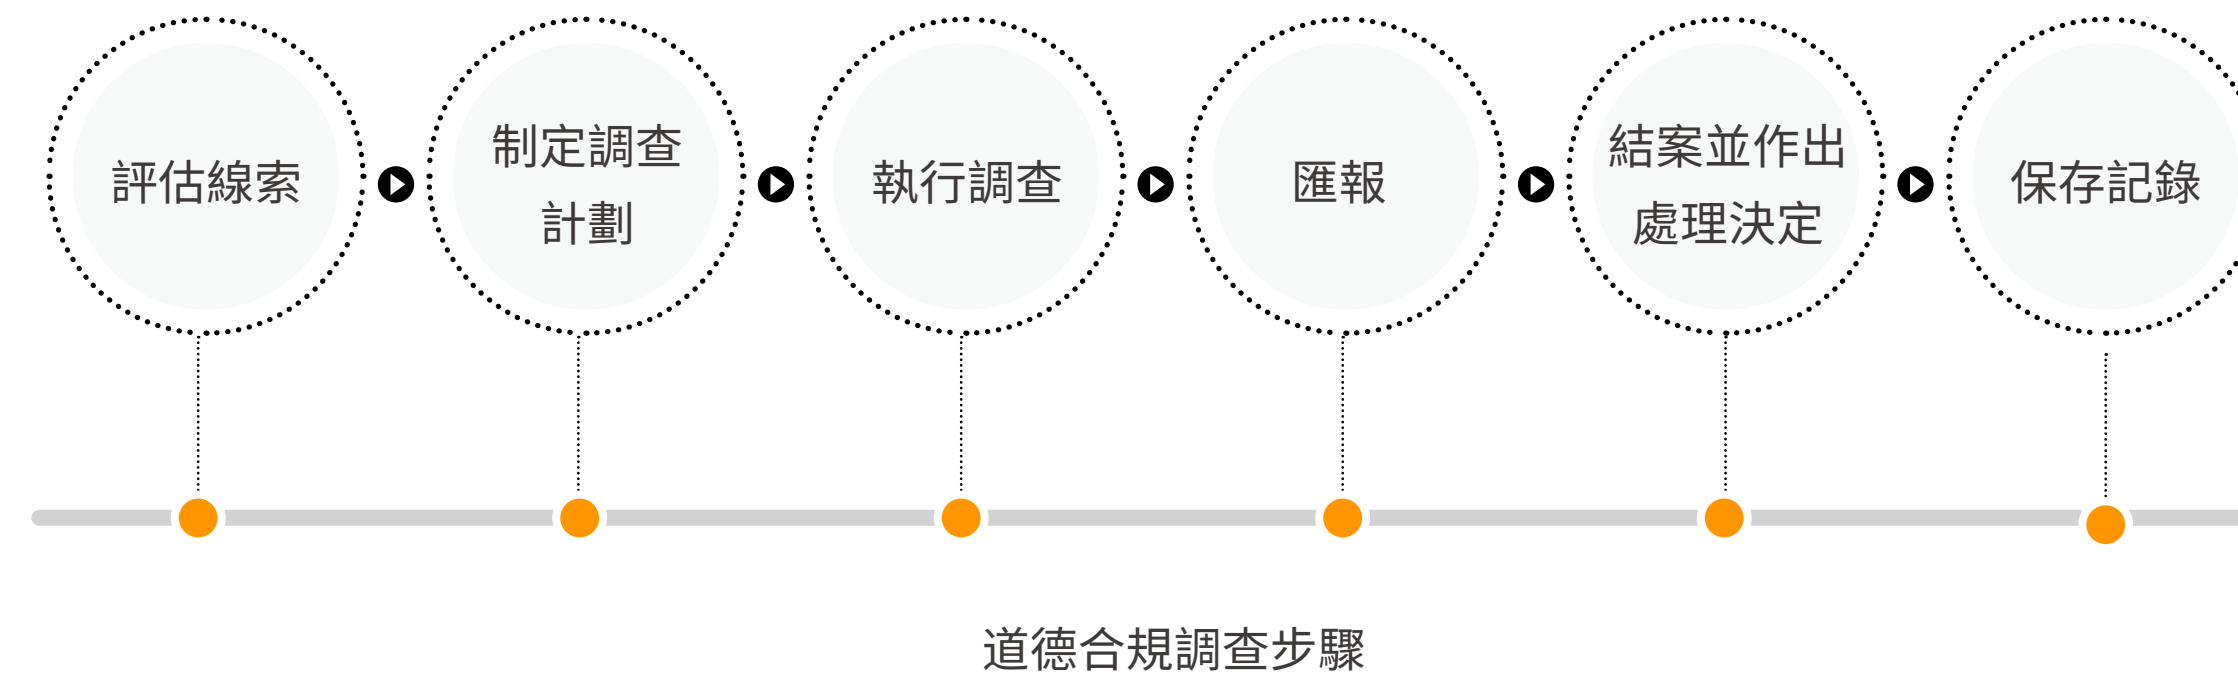 評估線索
制定調查
計劃
執行調查
匯報
結案並作出
處理決定
保存記錄
道德合規調查步驟